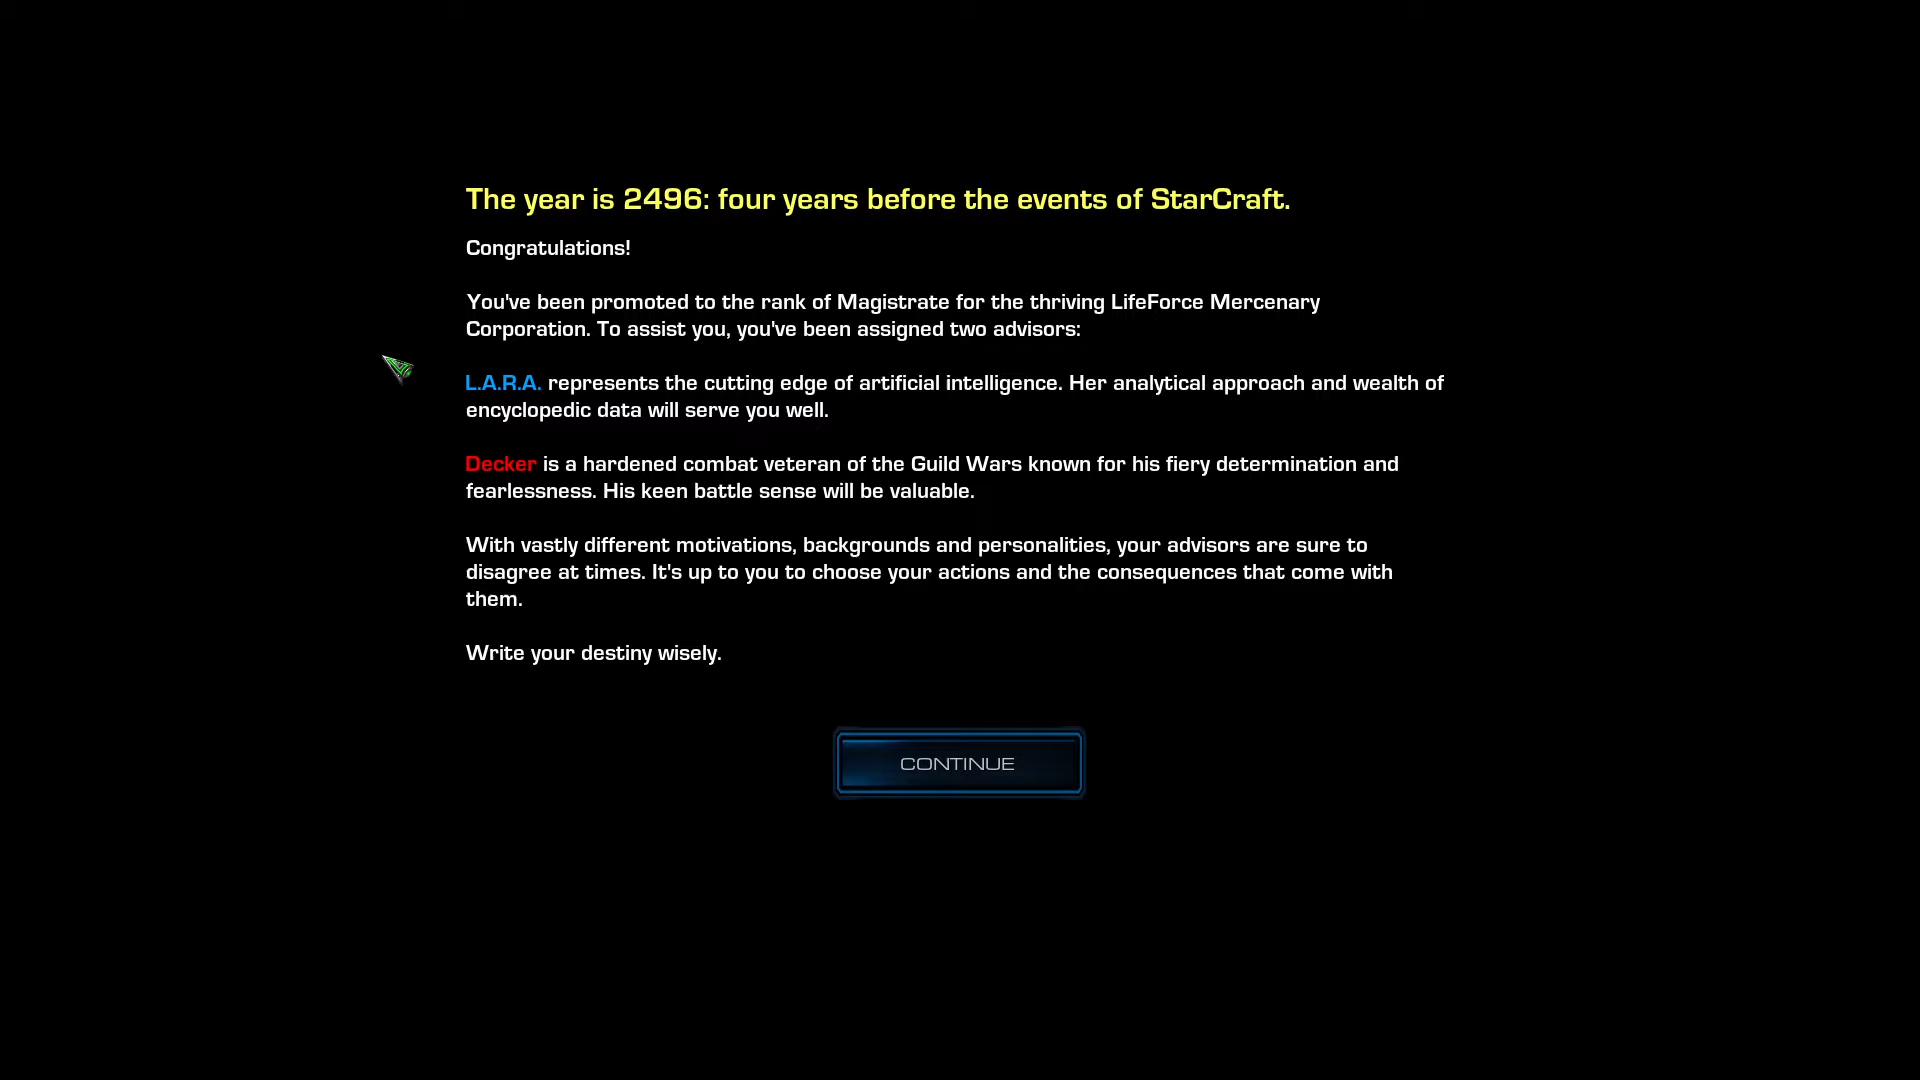 The year is 2496: four years before the events of StarCraft.
Congratulations!
You've been promoted to the rank of Magistrate for the thriving LifeForce Mercenary
Corporation. To assist you, you've been assigned two advisors:
L.A.R.A. represents the cutting edge of artificial intelligence. Her analytical approach and wealth of
encyclopedic data will serve you well.
Decker is a hardened combat veteran of the Guild Wars known for his fiery determination and
fearlessness. His keen battle sense will be valuable.
With vastly different motivations, backgrounds and personalities, your advisors are sure to
disagree at times. It's up to you to choose your actions and the consequences that come with
them.
Write your destiny wisely.
CONTINUE